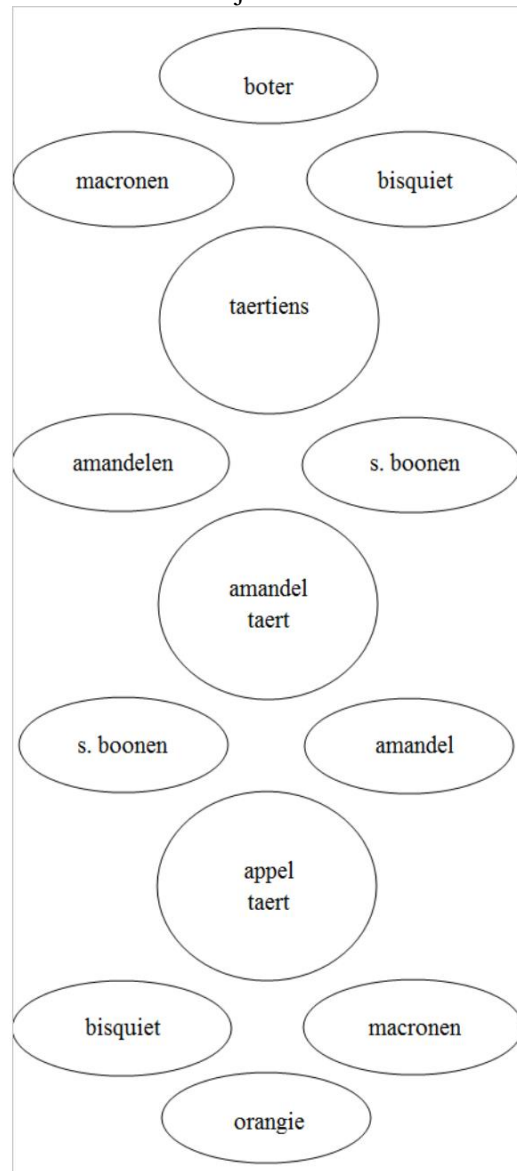 boter
macronen bisquiet
taertiens
amandelen s. boonen
amandel
taert
s. boonen amandel
appel
taert
bisquiet macronen
orangie